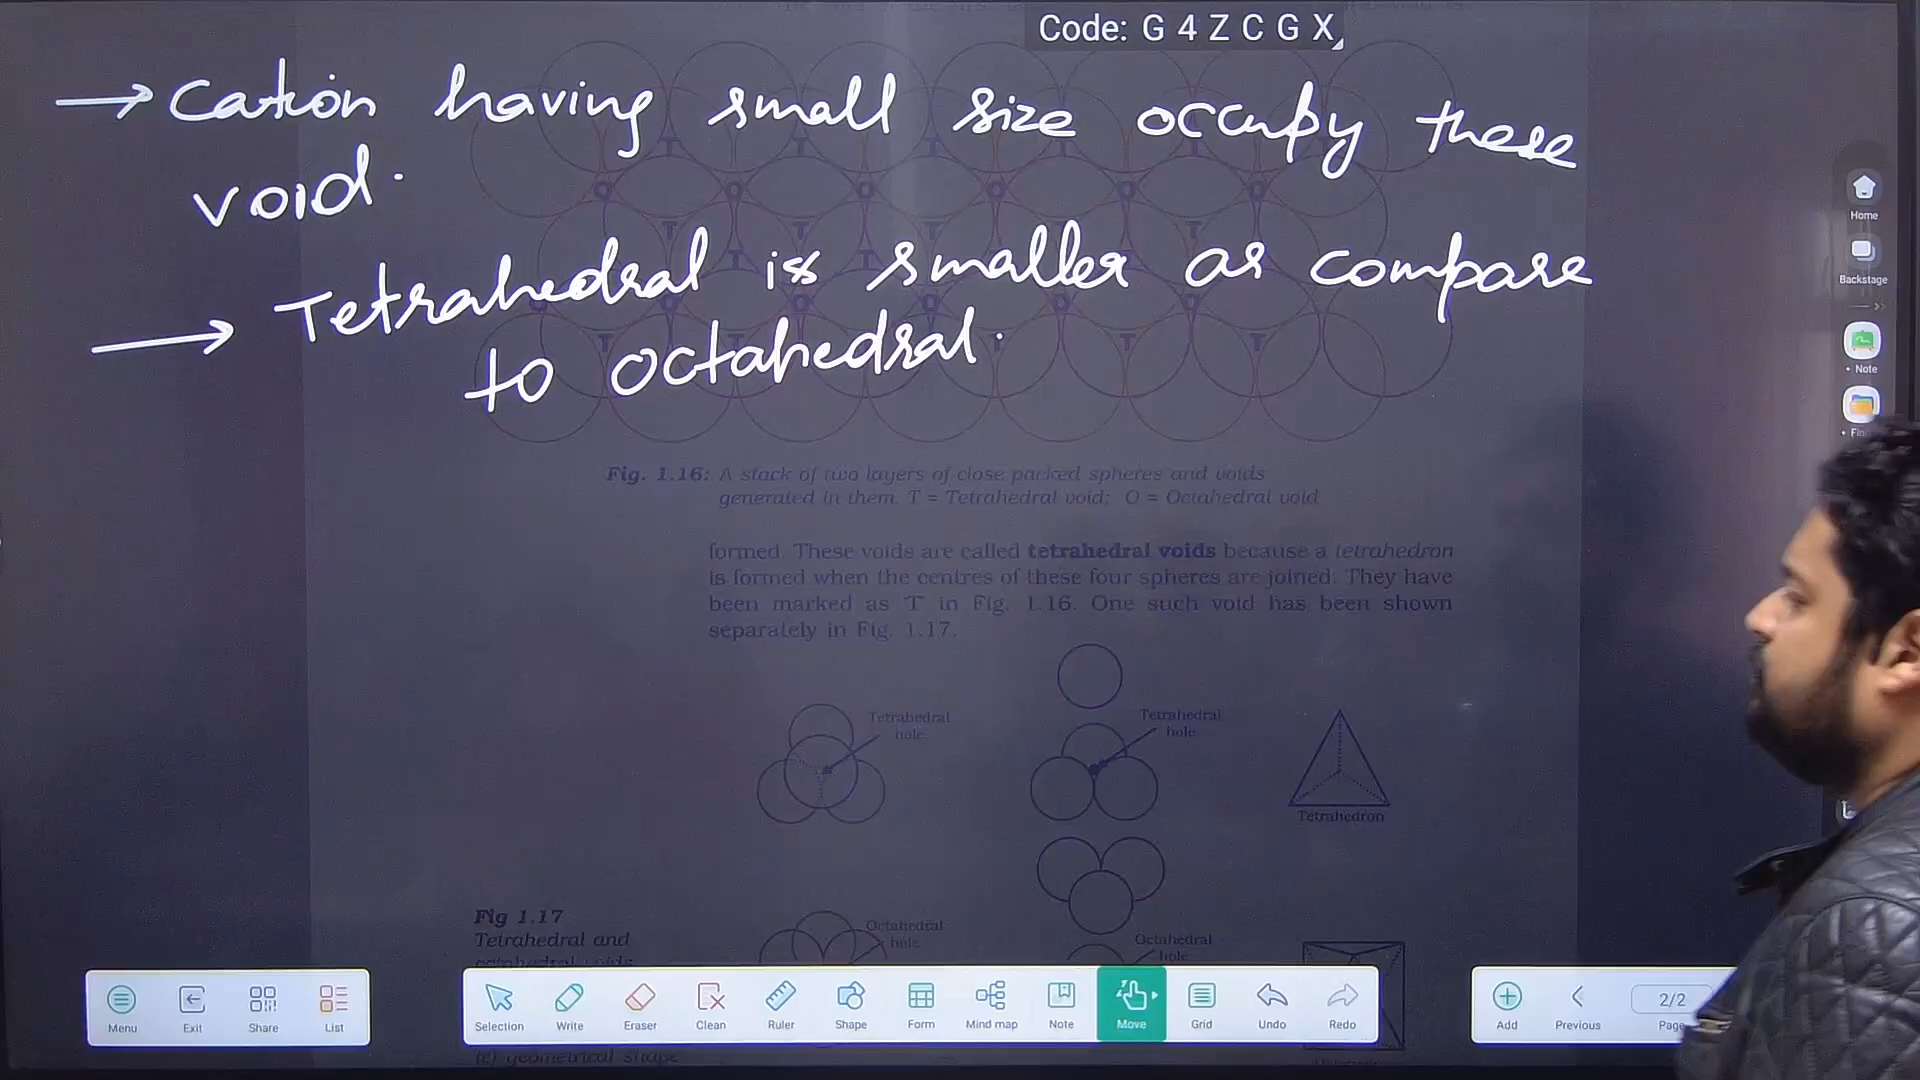 Code: G 4 Z C G X
→ Cation having small size occupy these
void.
→ Tetrahedral is smaller as compare
to octahedral.
Home
Backstage
Note
Fig. 1.16: A stack of two layers of close packed spheres and voids
generated in them. T = Tetrahedral void; O = Octahedral void
formed. These voids are called tetrahedral voids because a tetrahedron
is formed when the centres of these four spheres are joined. They have
been marked as 'T' in Fig. 1.16. One such void has been shown
separately in Fig. 1.17.
Tetrahedral
hole
Tetrahedral
hole
Tetrahedron
Fig 1.17
Tetrahedral and
octahedral voids
Octahedral
hole
Octahedral
hole
(c) geometrical shape
Menu Exit Share List
Selection Write Eraser Clean Ruler Shape Form Mind map Note Move Grid Undo Redo
Add Previous 2/2 Page